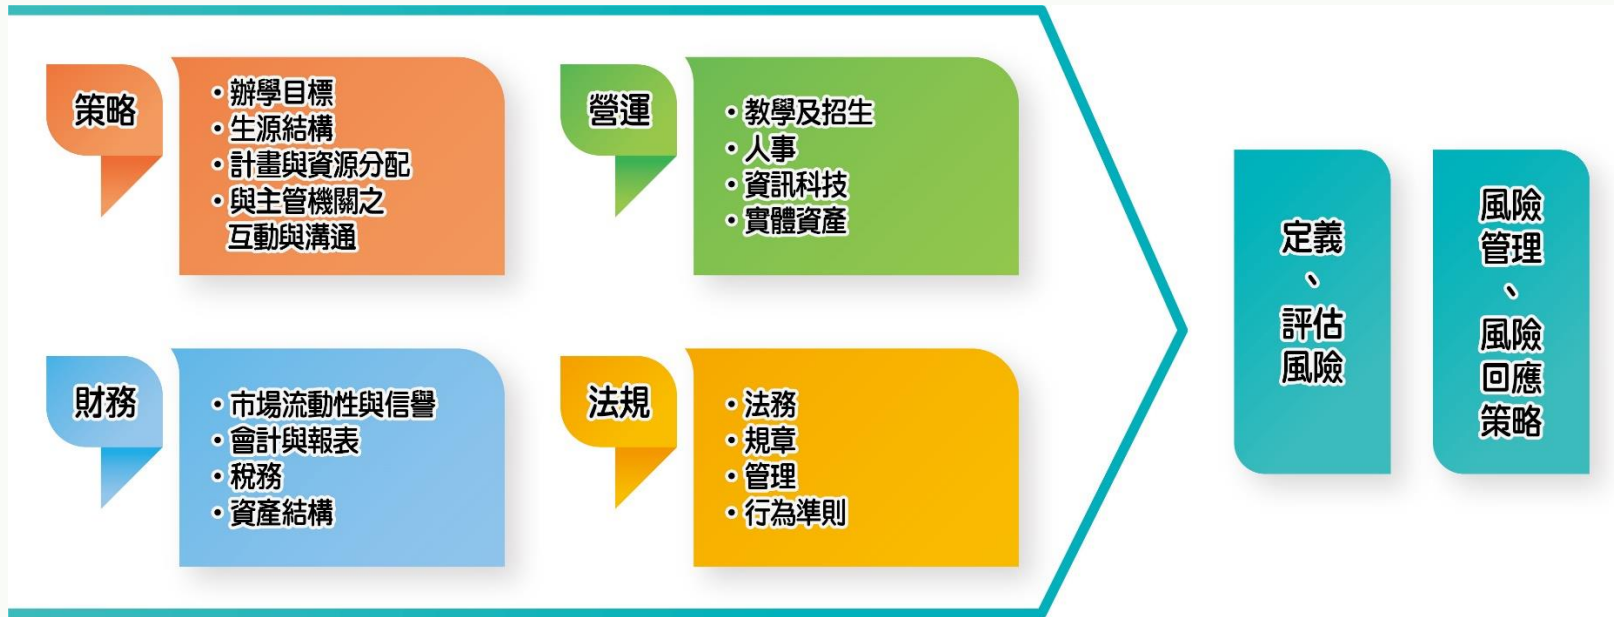 策略
・辦學目標
・生源結構
・計畫與資源分配
・與主管機關之
互動與溝通
營運
・教學及招生
・人事
・資訊科技
・實體資產
財務
・市場流動性與信譽
・會計與報表
・稅務
・資產結構
法規
・法務
・規章
・管理
・行為準則
定義
、
評估
風險
風險
管理
、
風險
回應
策略